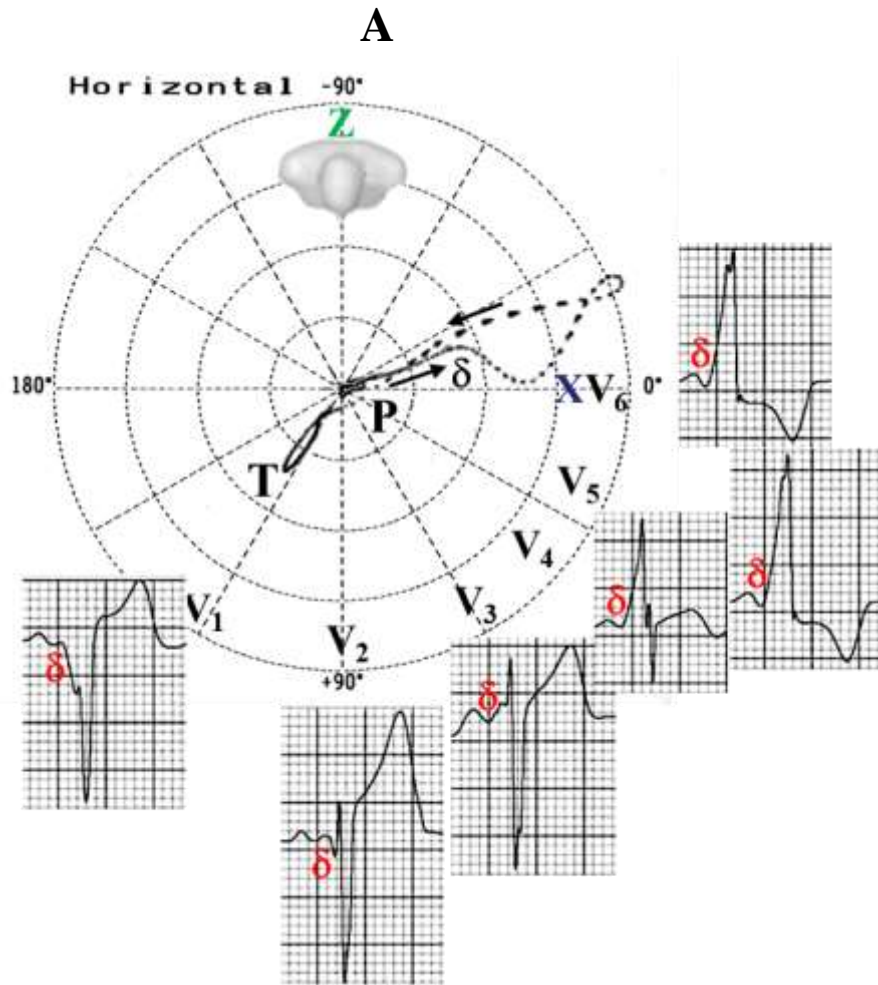 A
Horizontal -90°
Z
δ
180° δ X V₆ 0°
P
T V₅
V₄ δ δ
V₁ V₃
δ V₂
+90° δ
δ